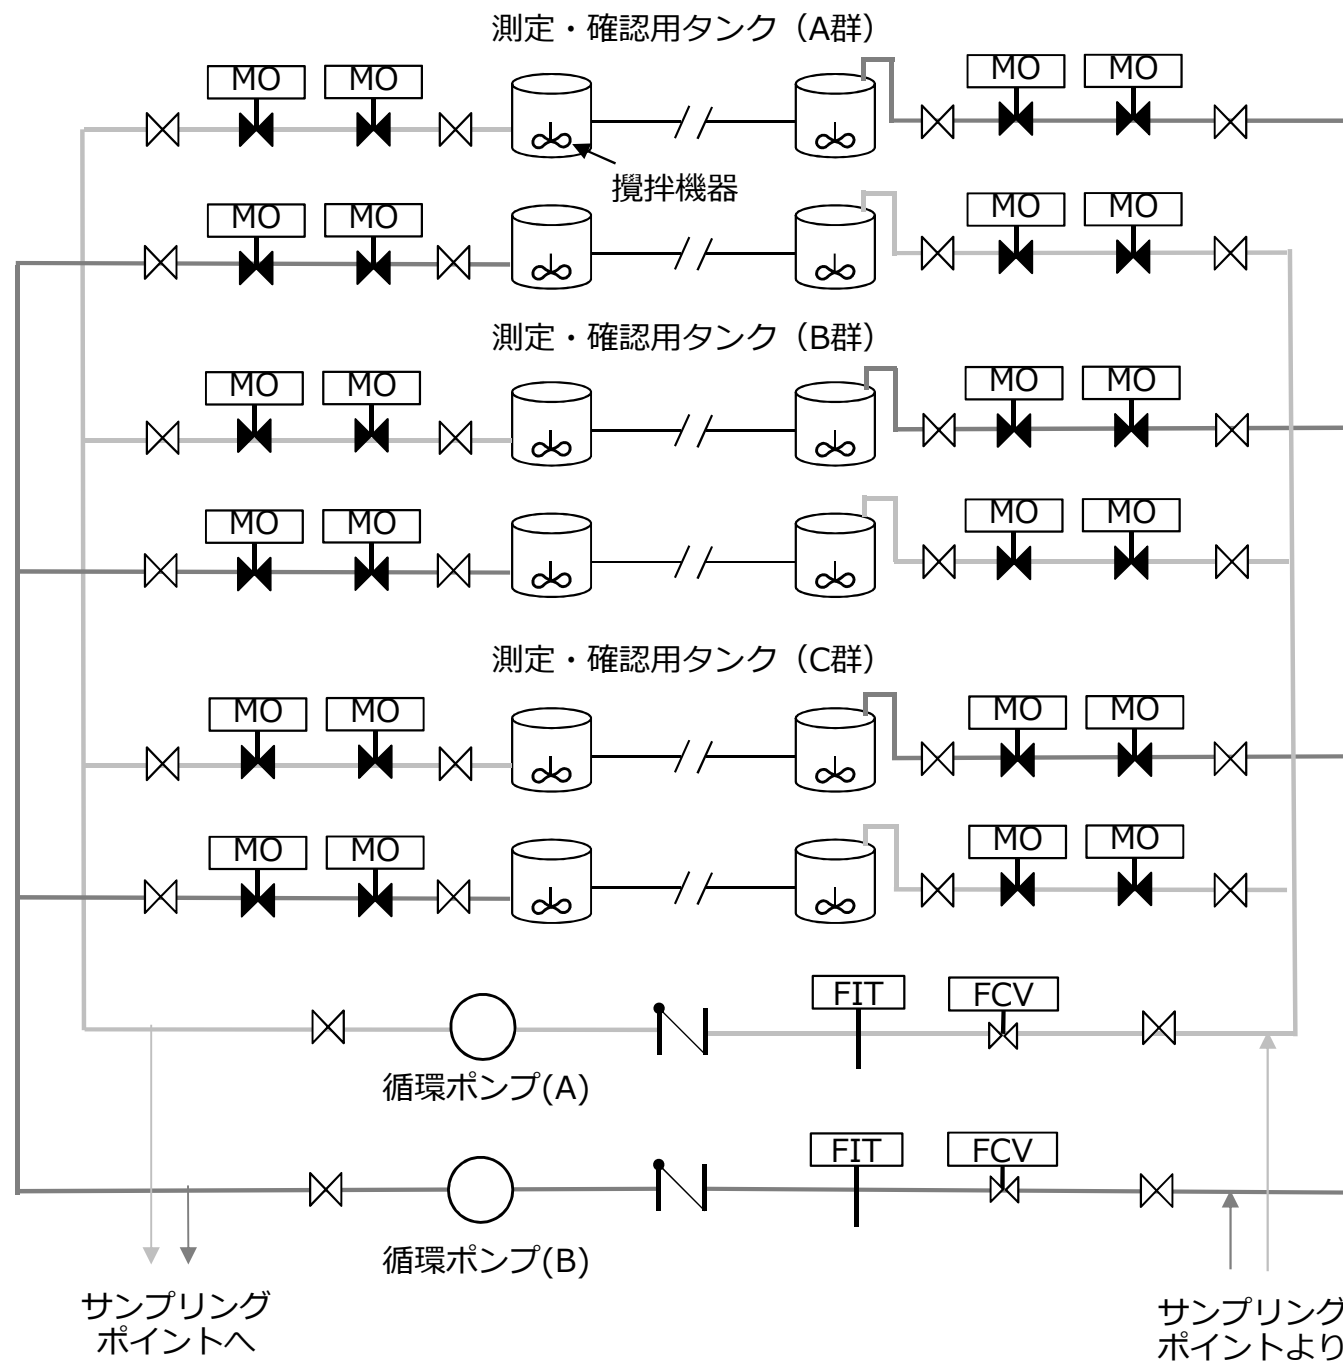 測定・確認用タンク（A群）
MO MO MO MO
攪拌機器
MO MO MO MO
測定・確認用タンク（B群）
MO MO MO MO
MO MO MO MO
測定・確認用タンク（C群）
MO MO MO MO
MO MO MO MO
FIT FCV
循環ポンプ(A)
FIT FCV
循環ポンプ(B)
サンプリング
ポイントへ
サンプリング
ポイントより